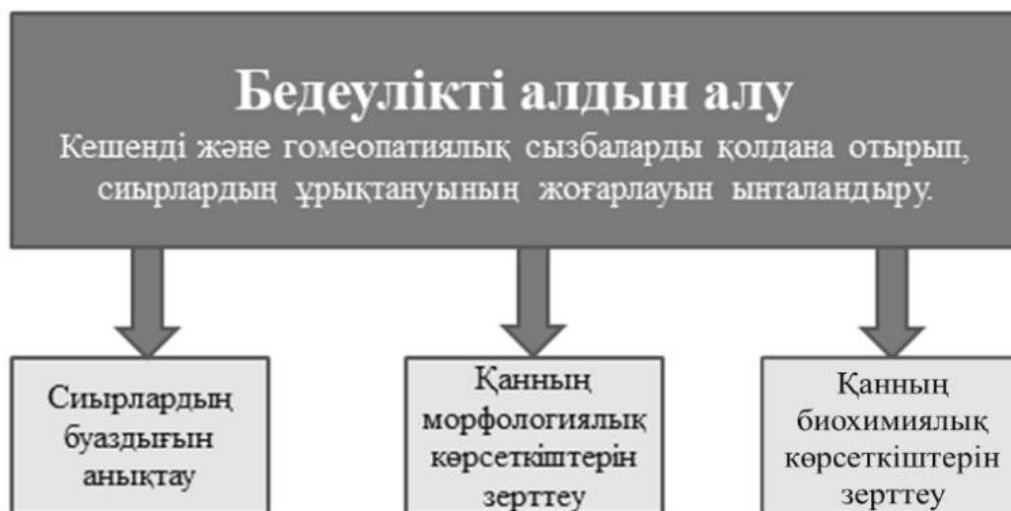 Бедеулікті алдын алу
Кешенді және гомеопатиялық сызбаларды қолдана отырып,
сиырлардың ұрықтануының жоғарлауын ынталандыру.
Сиырлардың
буаздығын
анықтау
Қанның
морфологиялық
көрсеткіштерін
зерттеу
Қанның
биохимиялық
көрсеткіштерін
зерттеу